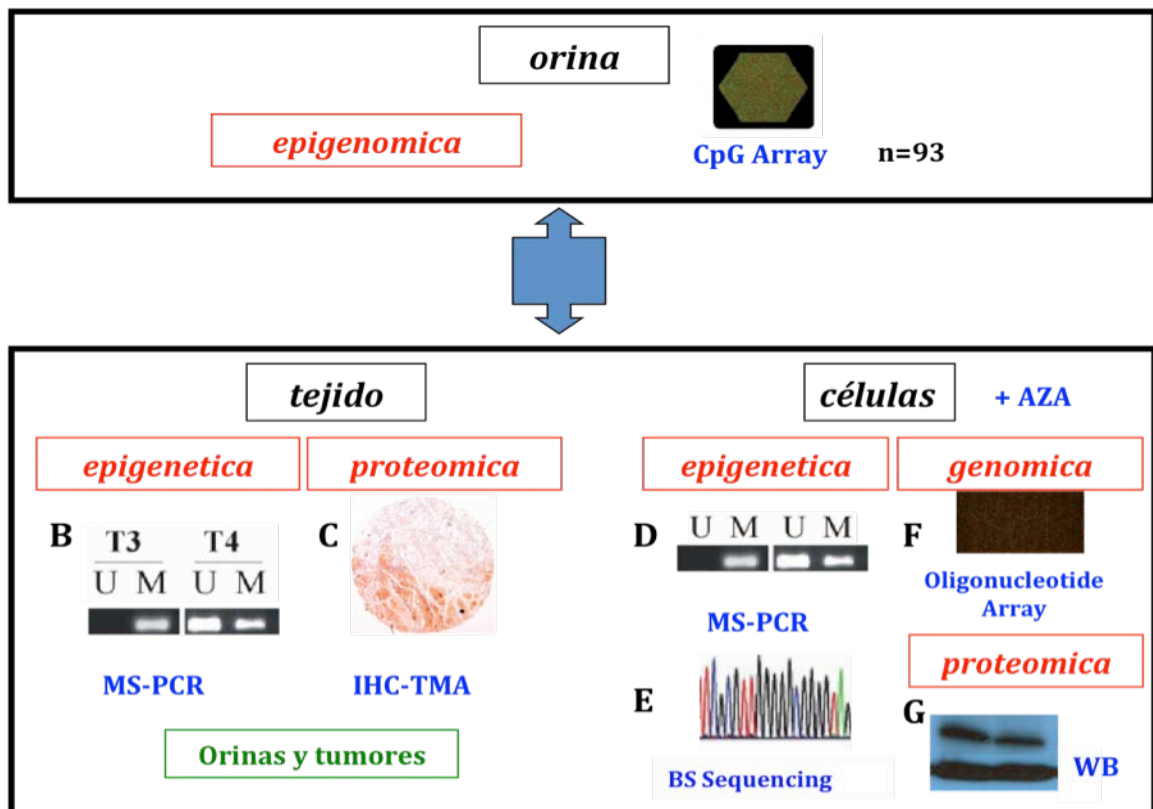 orina
epigenomica
CpG Array
n=93
tejido
células
+ AZA
epigenetica
proteomica
epigenetica
genomica
B
T3 T4
U M U M
MS-PCR
C
IHC-TMA
Orinas y tumores
D
U M U M
MS-PCR
E
BS Sequencing
F
Oligonucleotide
Array
proteomica
G
WB